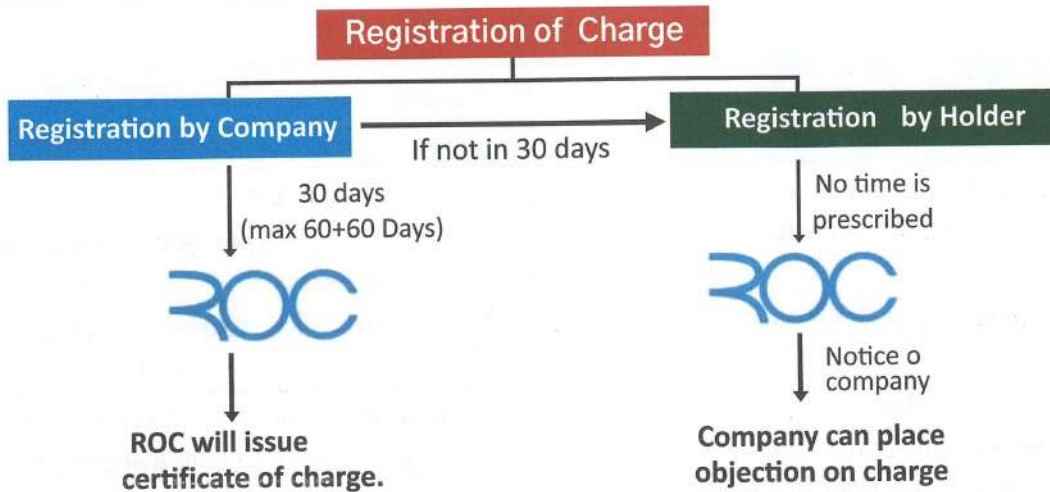 Registration of Charge
Registration by Company
If not in 30 days
Registration by Holder
30 days
(max 60+60 Days)
No time is
prescribed
ROC
ROC
Notice o
company
ROC will issue
certificate of charge.
Company can place
objection on charge